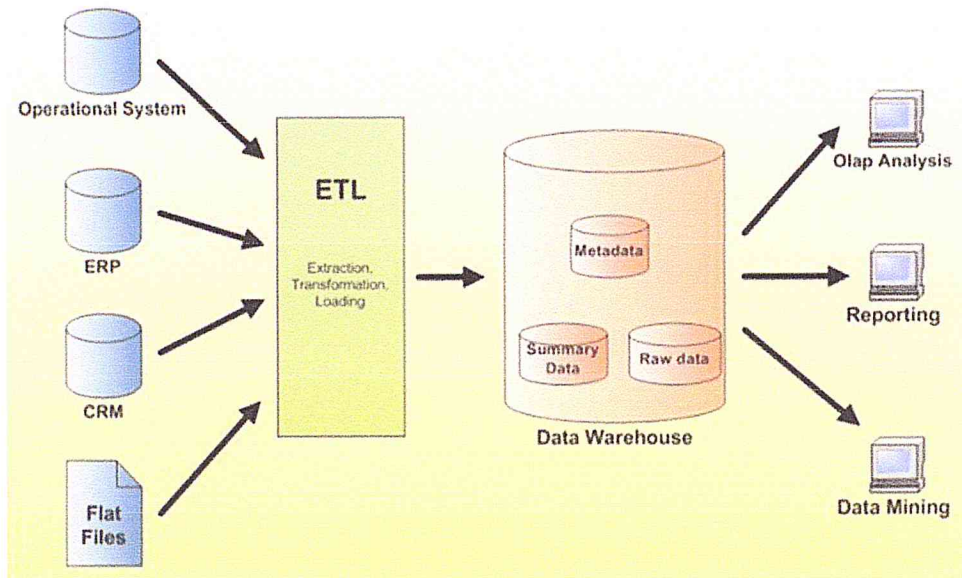 Operational System
ERP
CRM
Flat
Files
ETL
Extraction,
Transformation,
Loading
Metadata
Summary
Data
Raw data
Data Warehouse
Olap Analysis
Reporting
Data Mining